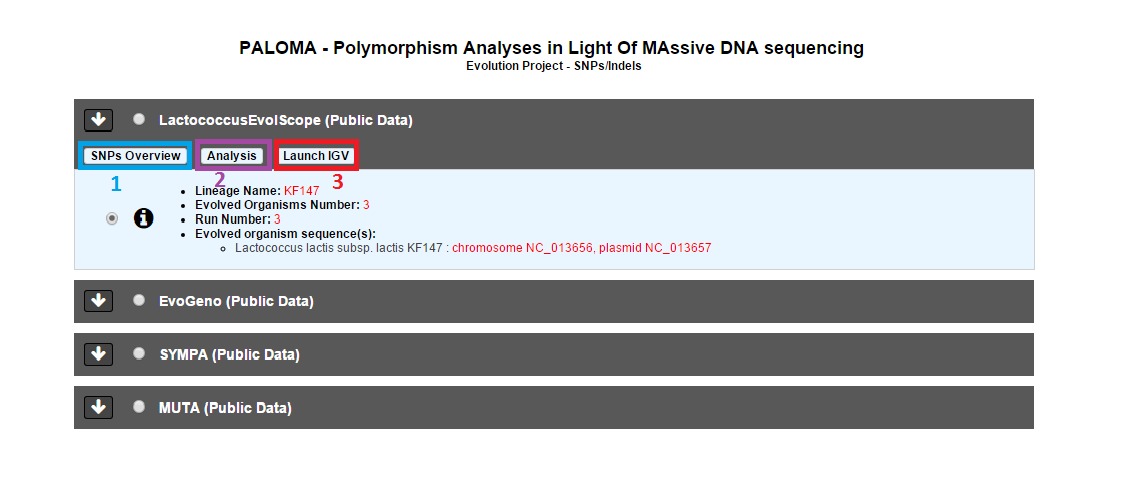 PALOMA - Polymorphism Analyses in Light Of MAssive DNA sequencing
Evolution Project - SNPs/Indels
LactococcusEvolScope (Public Data)
SNPs Overview Analysis Launch IGV
1 2 3
Lineage Name: KF147
Evolved Organisms Number: 3
Run Number: 3
Evolved organism sequence(s):
Lactococcus lactis subsp. lactis KF147 : chromosome NC_013656, plasmid NC_013657
EvoGeno (Public Data)
SYMPA (Public Data)
MUTA (Public Data)